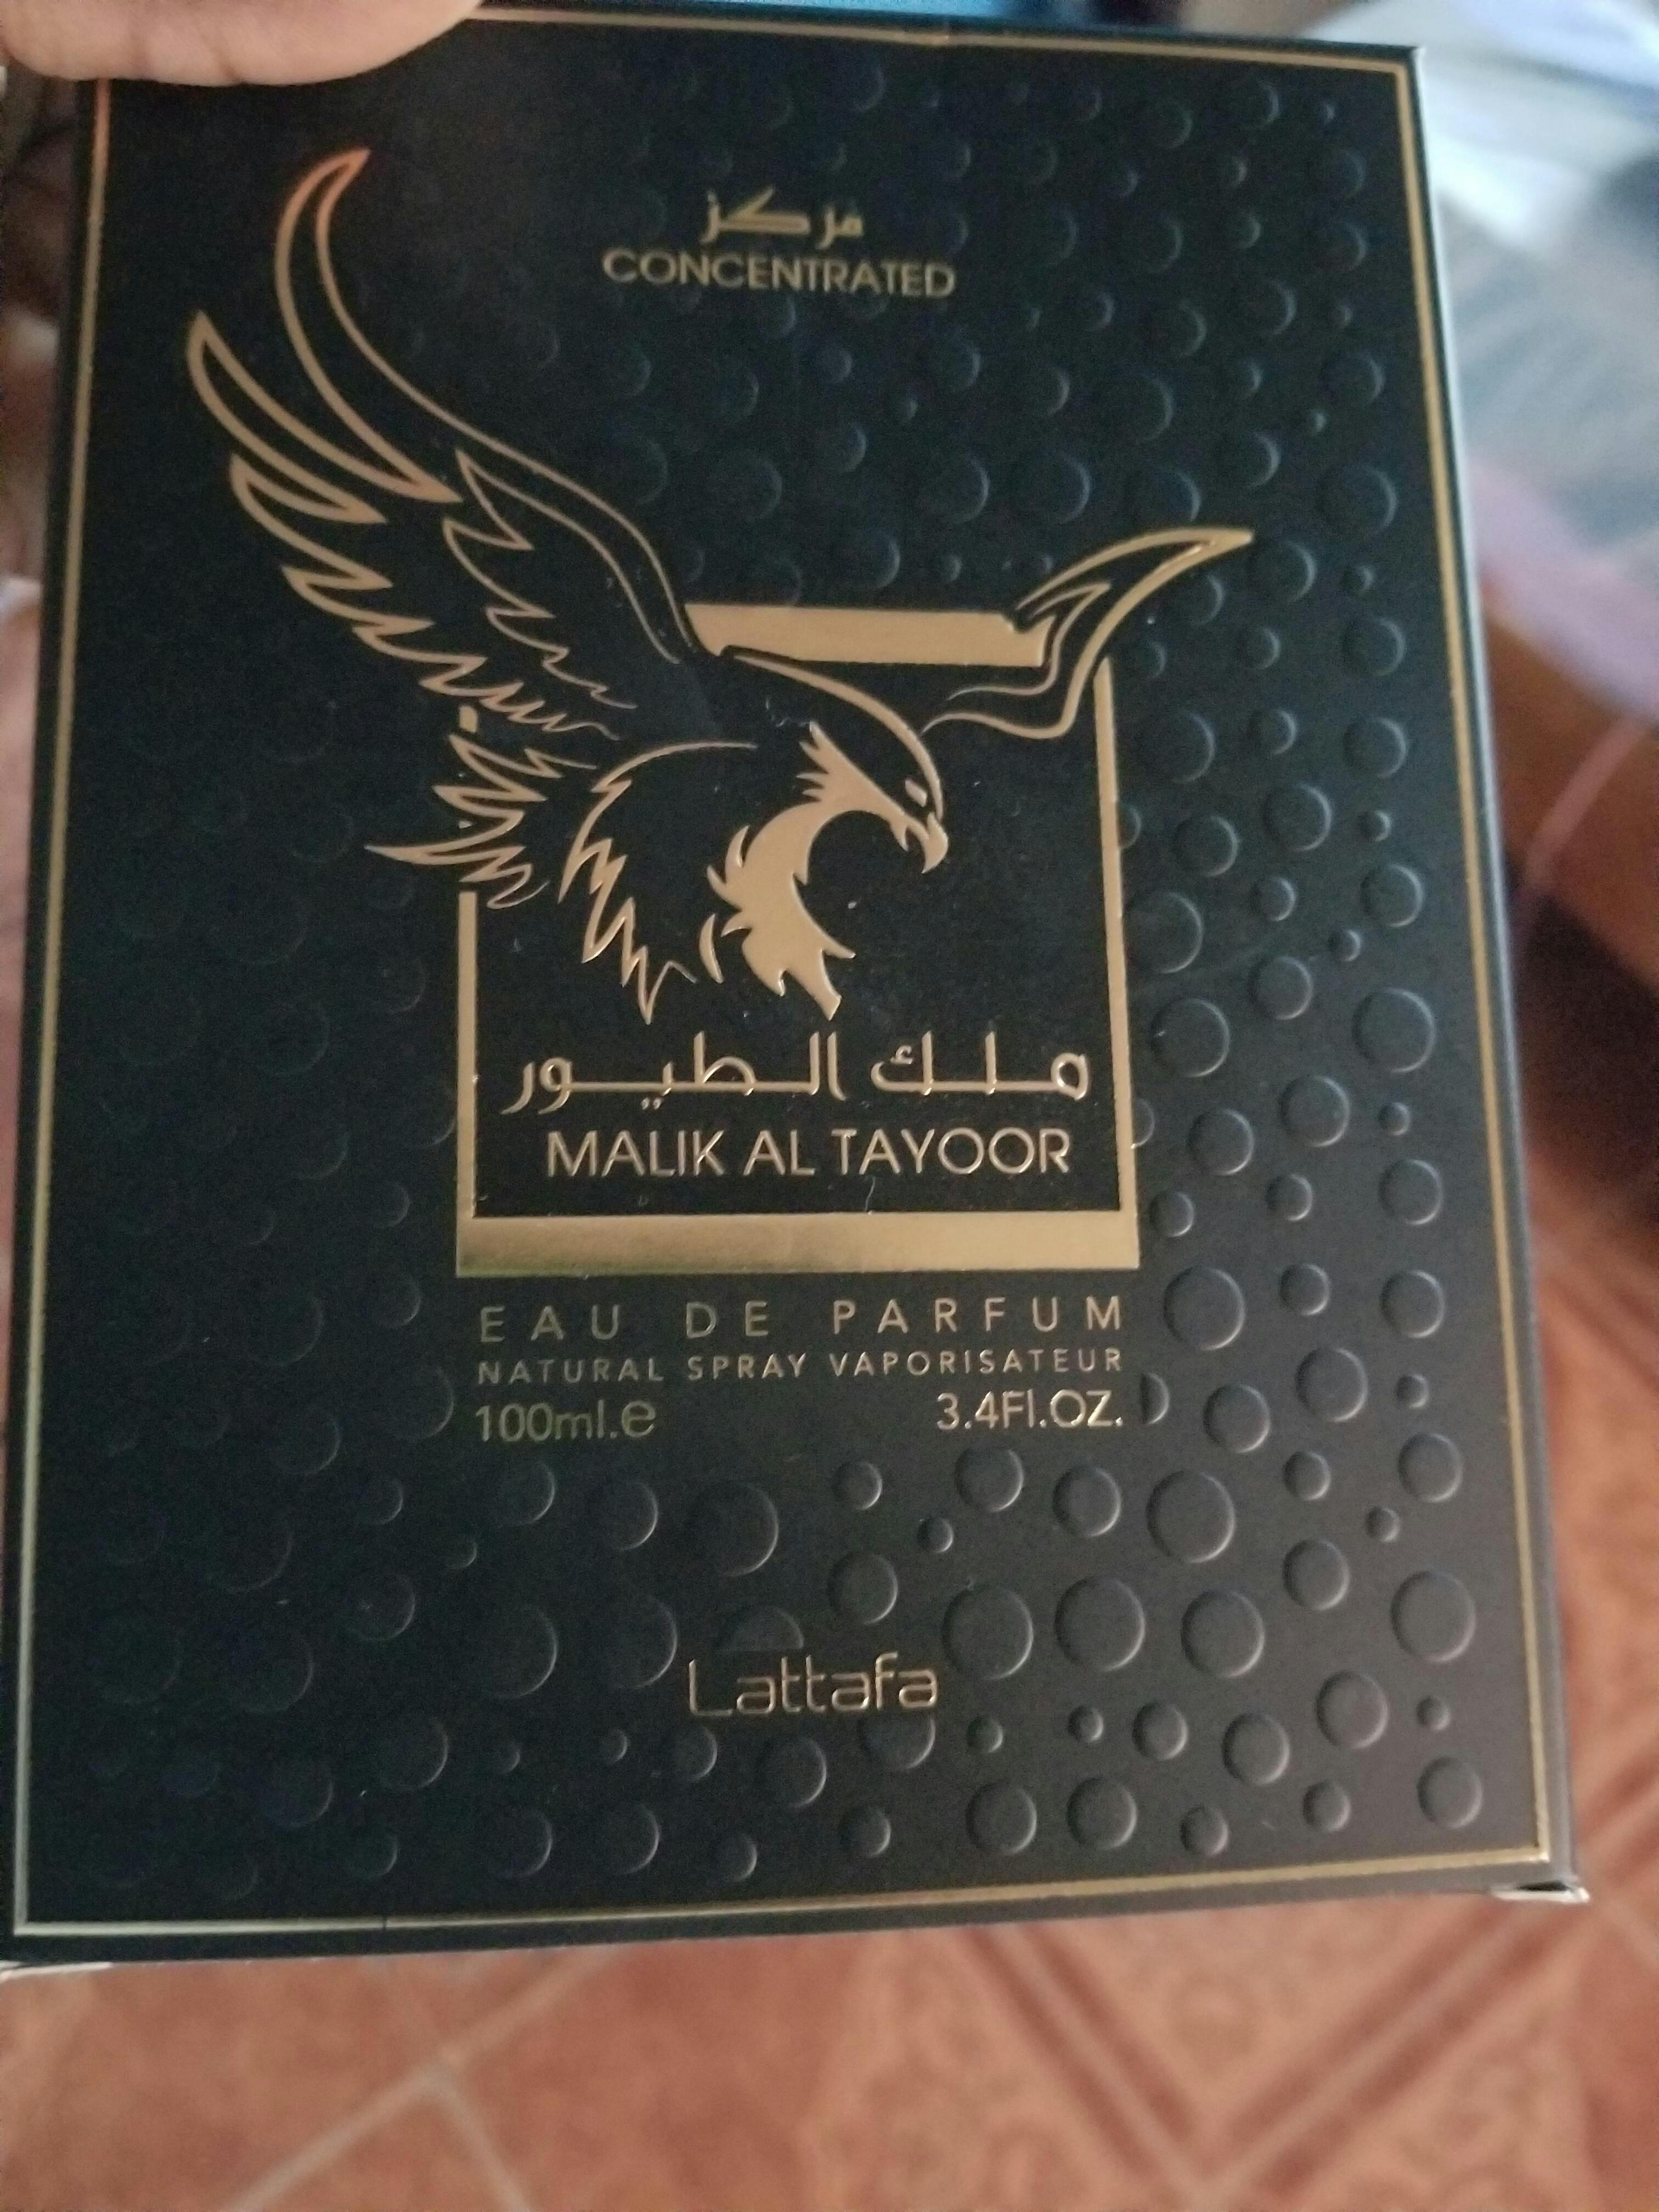 مركز
CONCENTRATED
ملك الطيور
MALIK AL TAYOOR
EAU DE PARFUM
NATURAL SPRAY VAPORISATEUR
100ml.e 3.4Fl.OZ.
Lattafa